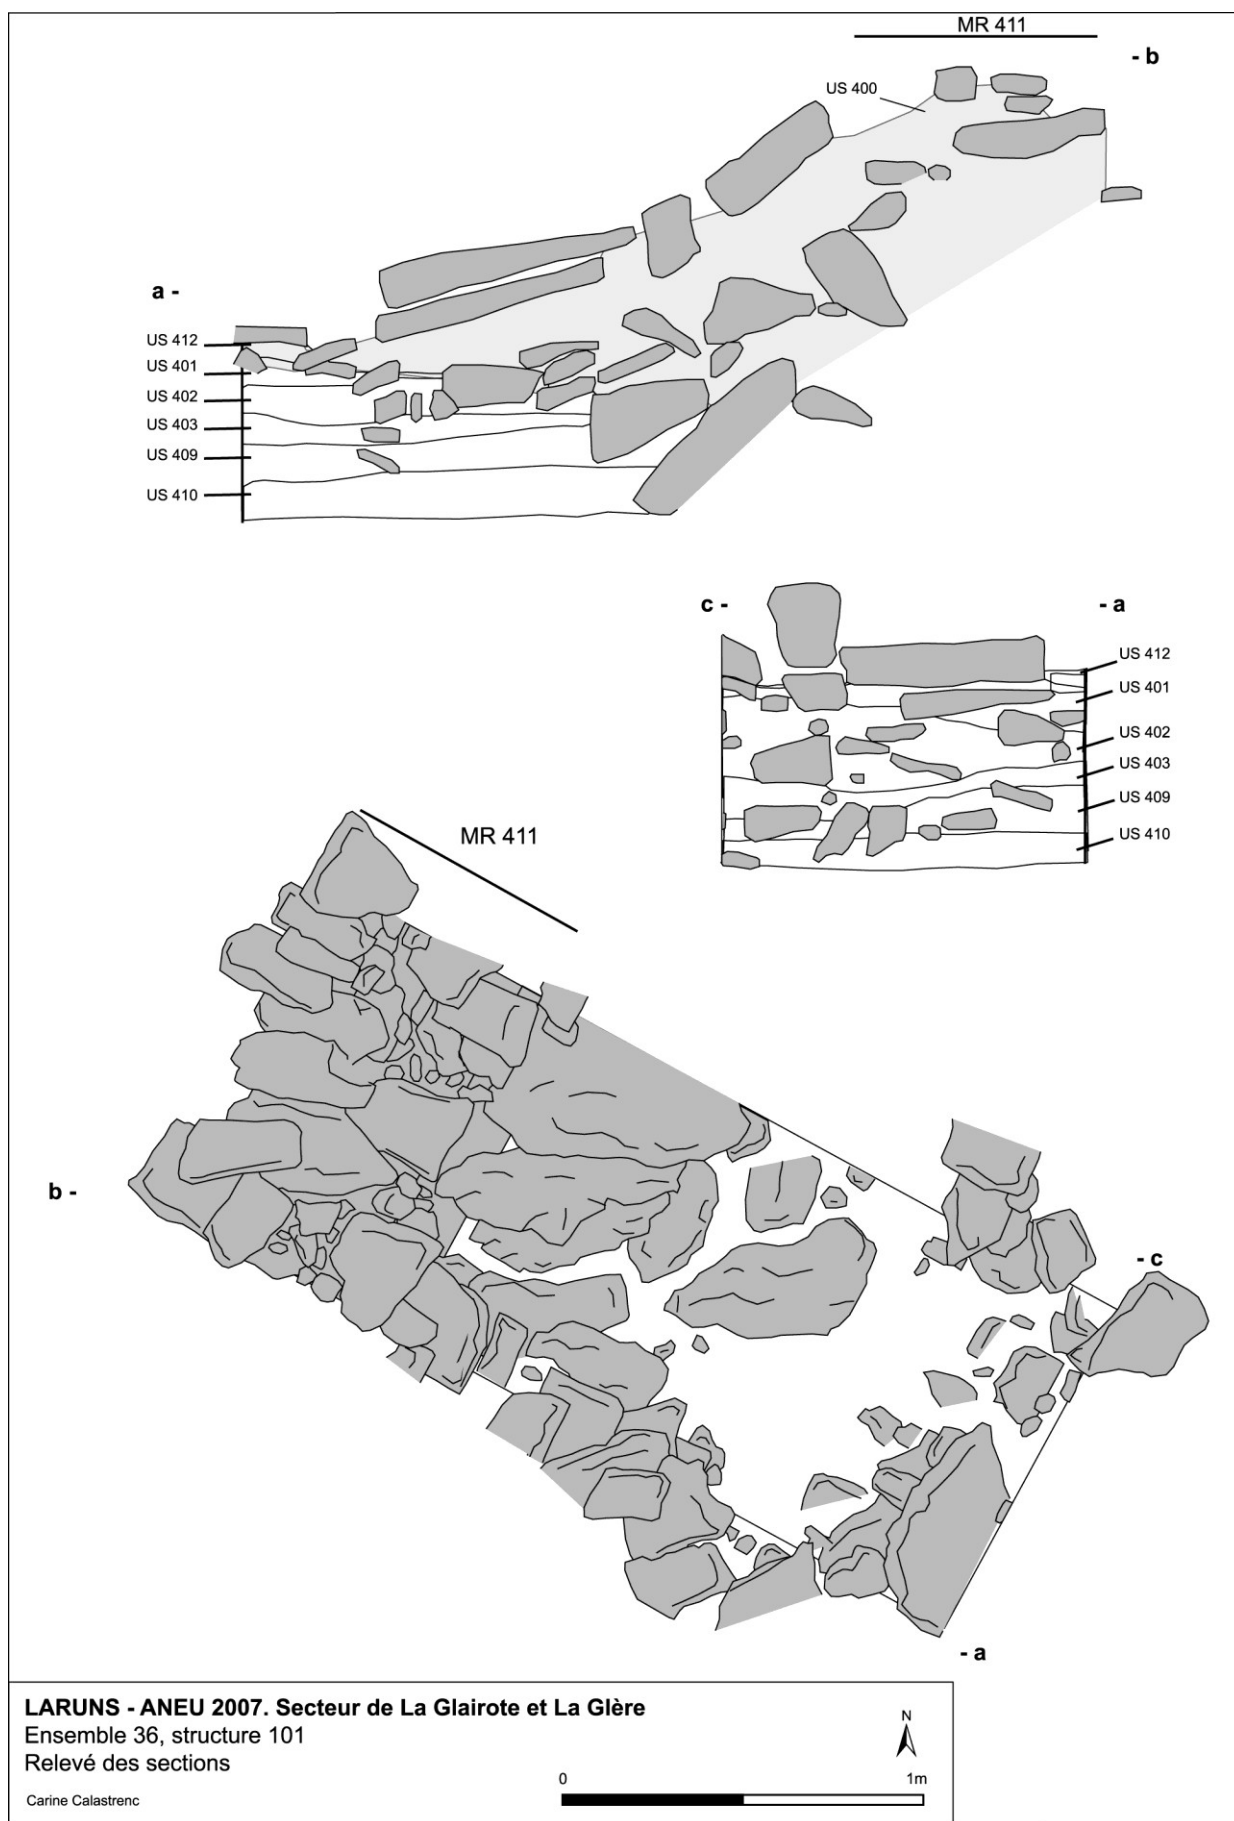 MR 411
- b
US 400
a -
US 412
US 401
US 402
US 403
US 409
US 410
c -
- a
US 412
US 401
US 402
US 403
US 409
US 410
MR 411
b -
- c
- a
LARUNS - ANEU 2007. Secteur de La Glairote et La Glère
Ensemble 36, structure 101
Relevé des sections
Carine Calastrenc
N
0 1m